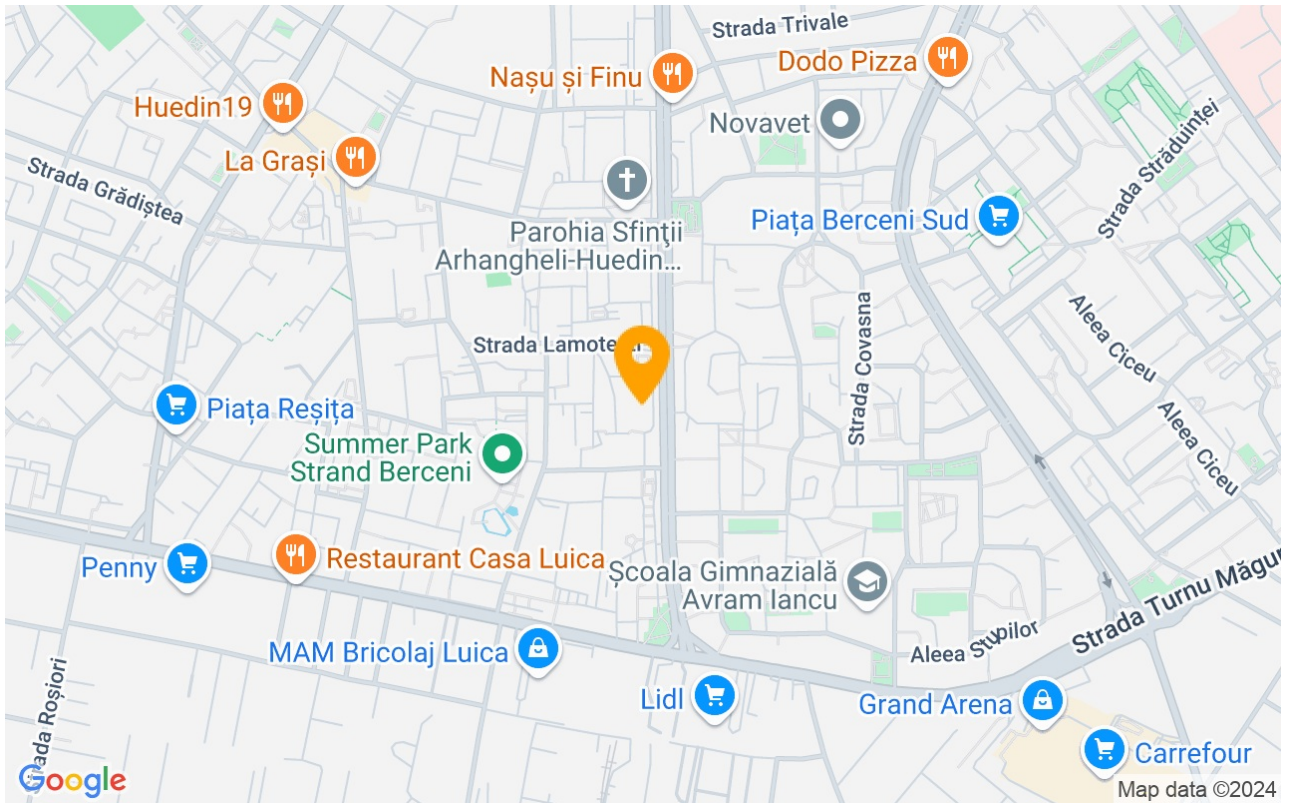 Strada Trivale
Dodo Pizza
Nașu și Finu
Huedin19
Novavet
Strada Străduinței
La Grași
Strada Grădiștea
Piața Berceni Sud
Parohia Sfinţii
Arhangheli-Huedin...
Strada Covasna
Aleea Ciceu
Piața Reșița
Aleea Ciceu
Summer Park
Strand Berceni
Restaurant Casa Luica
Penny
Școala Gimnazială
Avram Iancu
Strada Turnu Măgur
Aleea Stupilor
MAM Bricolaj Luica
Strada Roșiori
Lidl
Grand Arena
Carrefour
Google
Map data ©2024